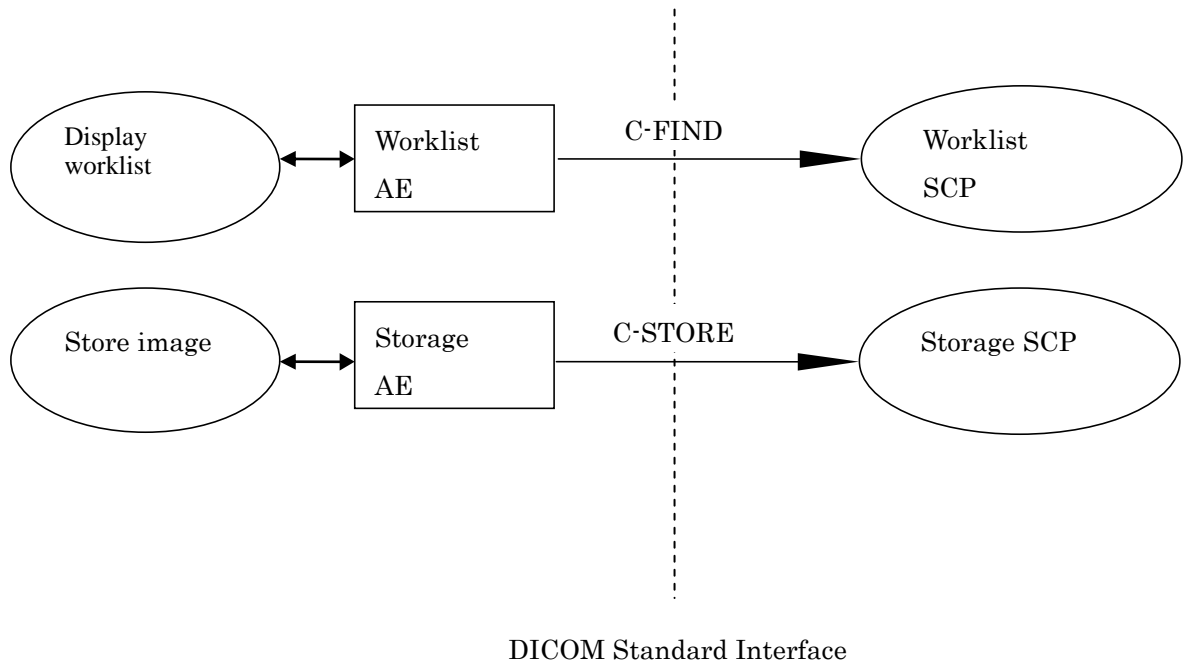 Display
worklist
Worklist
AE
C-FIND
Worklist
SCP
Store image
Storage
AE
C-STORE
Storage SCP
DICOM Standard Interface